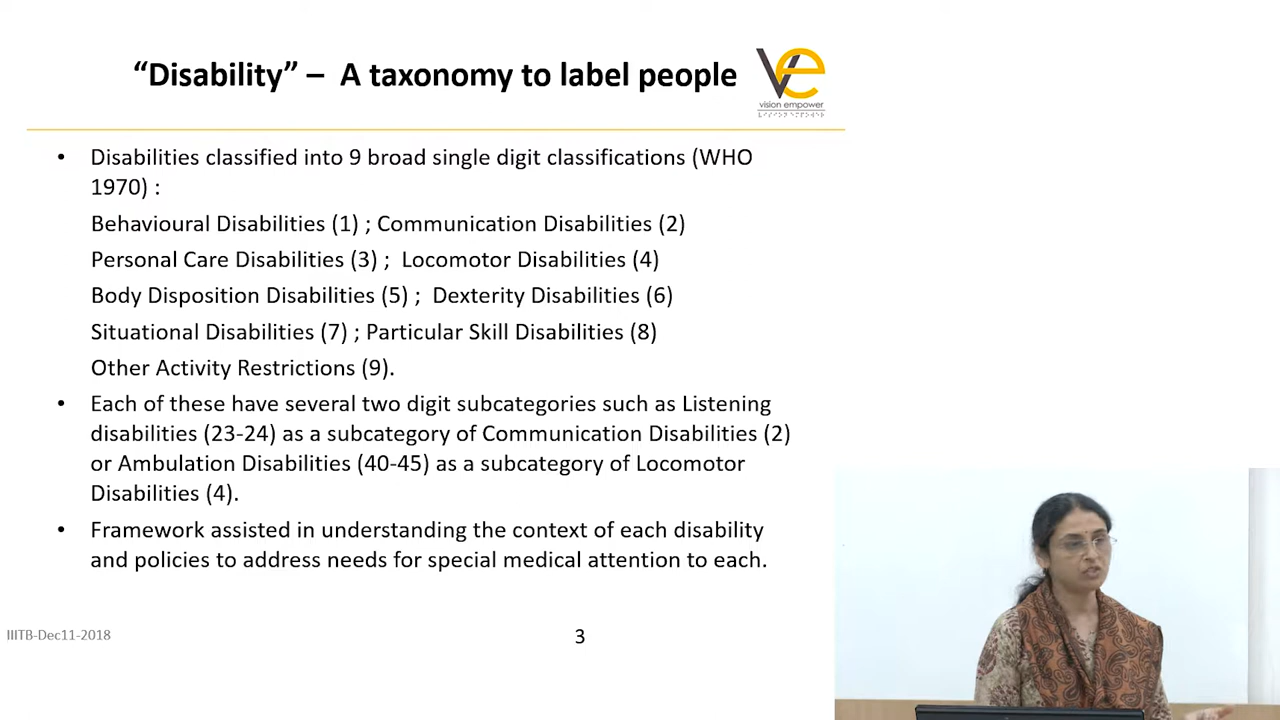 “Disability” – A taxonomy to label people
vision empower
• Disabilities classified into 9 broad single digit classifications (WHO
1970) :
Behavioural Disabilities (1) ; Communication Disabilities (2)
Personal Care Disabilities (3) ; Locomotor Disabilities (4)
Body Disposition Disabilities (5) ; Dexterity Disabilities (6)
Situational Disabilities (7) ; Particular Skill Disabilities (8)
Other Activity Restrictions (9).
• Each of these have several two digit subcategories such as Listening
disabilities (23-24) as a subcategory of Communication Disabilities (2)
or Ambulation Disabilities (40-45) as a subcategory of Locomotor
Disabilities (4).
• Framework assisted in understanding the context of each disability
and policies to address needs for special medical attention to each.
IIITB-Dec11-2018
3